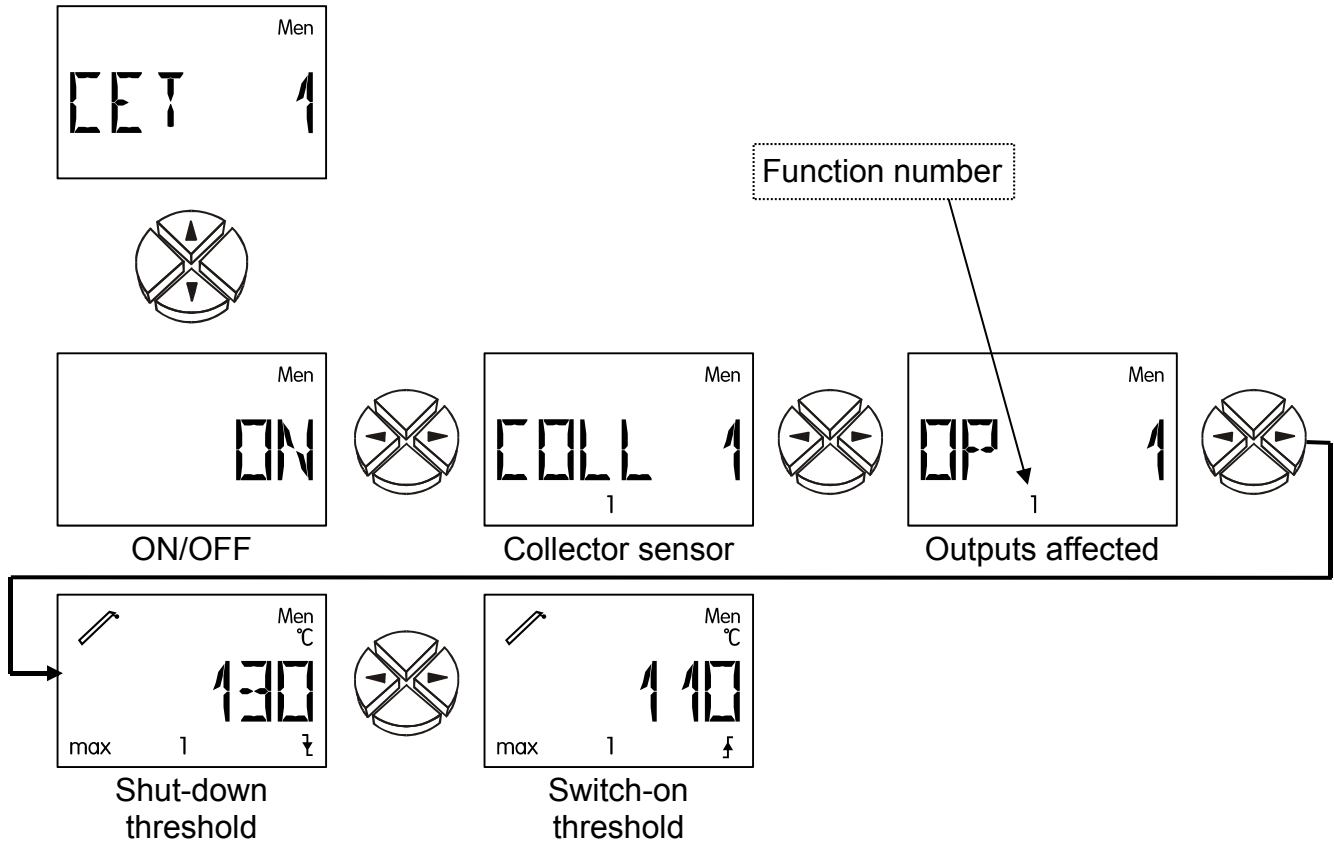 Men
CET 1
Function number
Men
ON
Men
COLL 1
1
Men
OP 1
1
ON/OFF
Collector sensor
Outputs affected
Men
°C
130
max 1
Men
°C
110
max 1
Shut-down
threshold
Switch-on
threshold